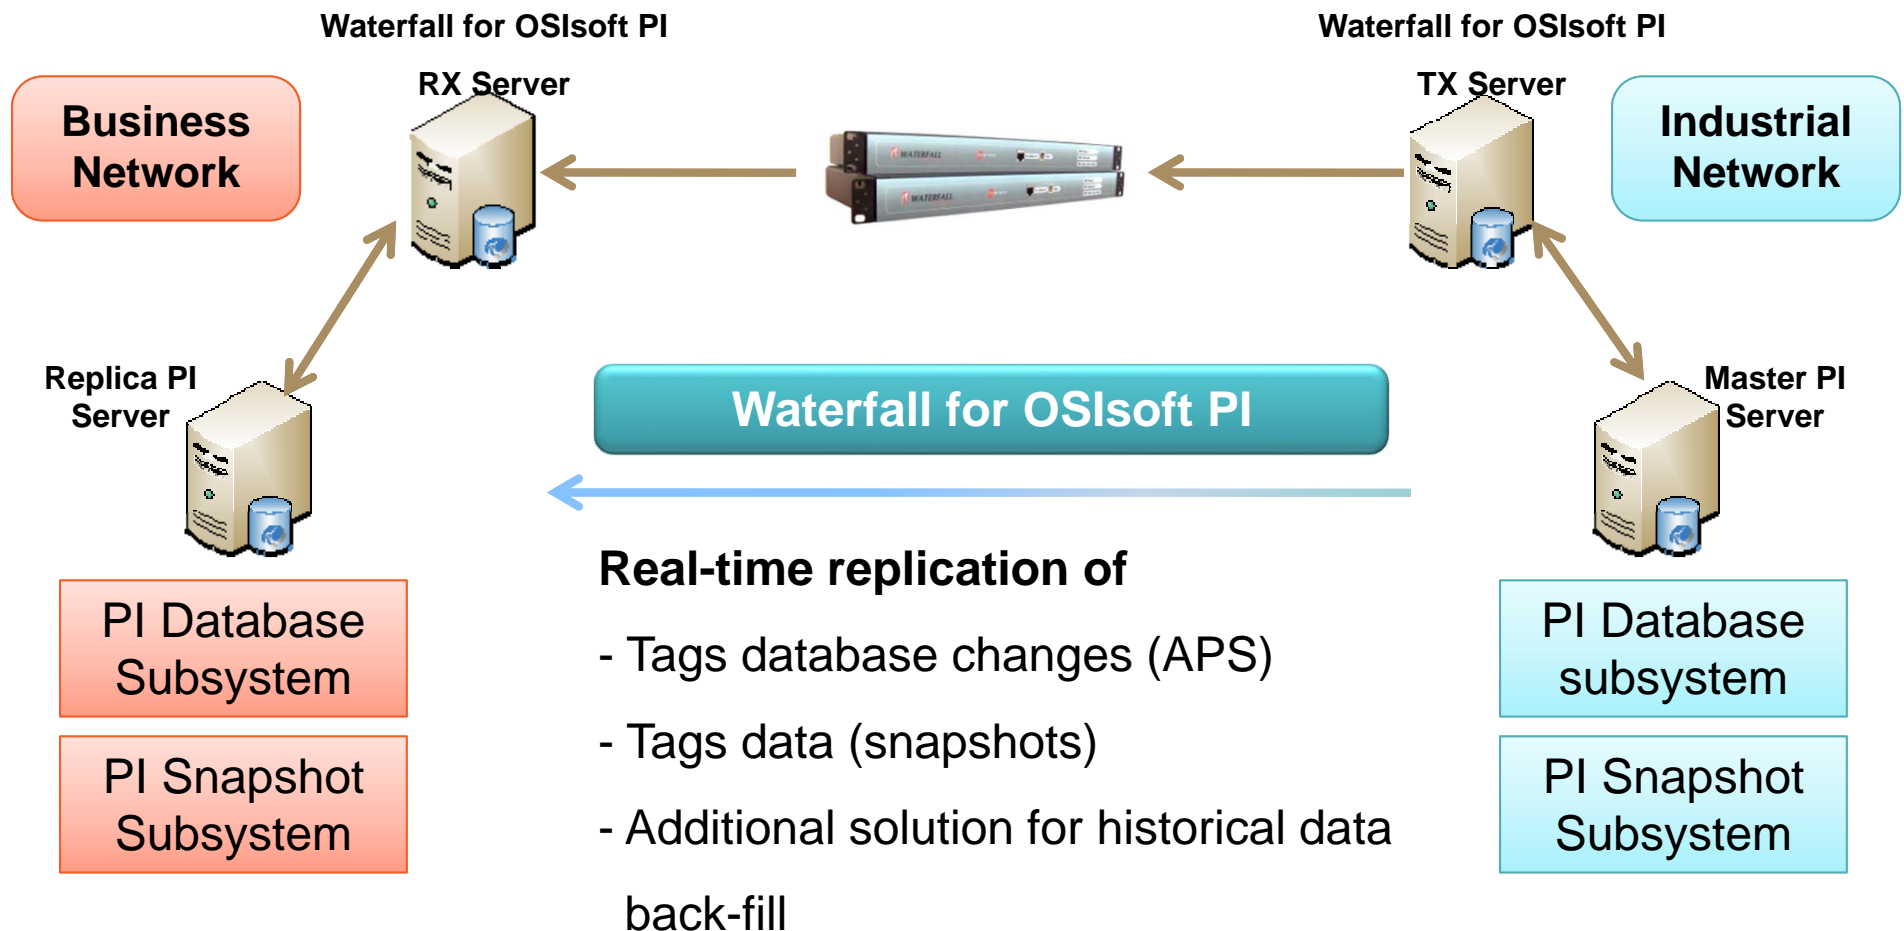 Waterfall for OSIsoft PI
RX Server
Waterfall for OSIsoft PI
TX Server
Business
Network
Industrial
Network
WATERFALL
WATERFALL
Replica PI
Server
Waterfall for OSIsoft PI
Master PI
Server
Real-time replication of
- Tags database changes (APS)
- Tags data (snapshots)
- Additional solution for historical data
back-fill
PI Database
Subsystem
PI Snapshot
Subsystem
PI Database
subsystem
PI Snapshot
Subsystem